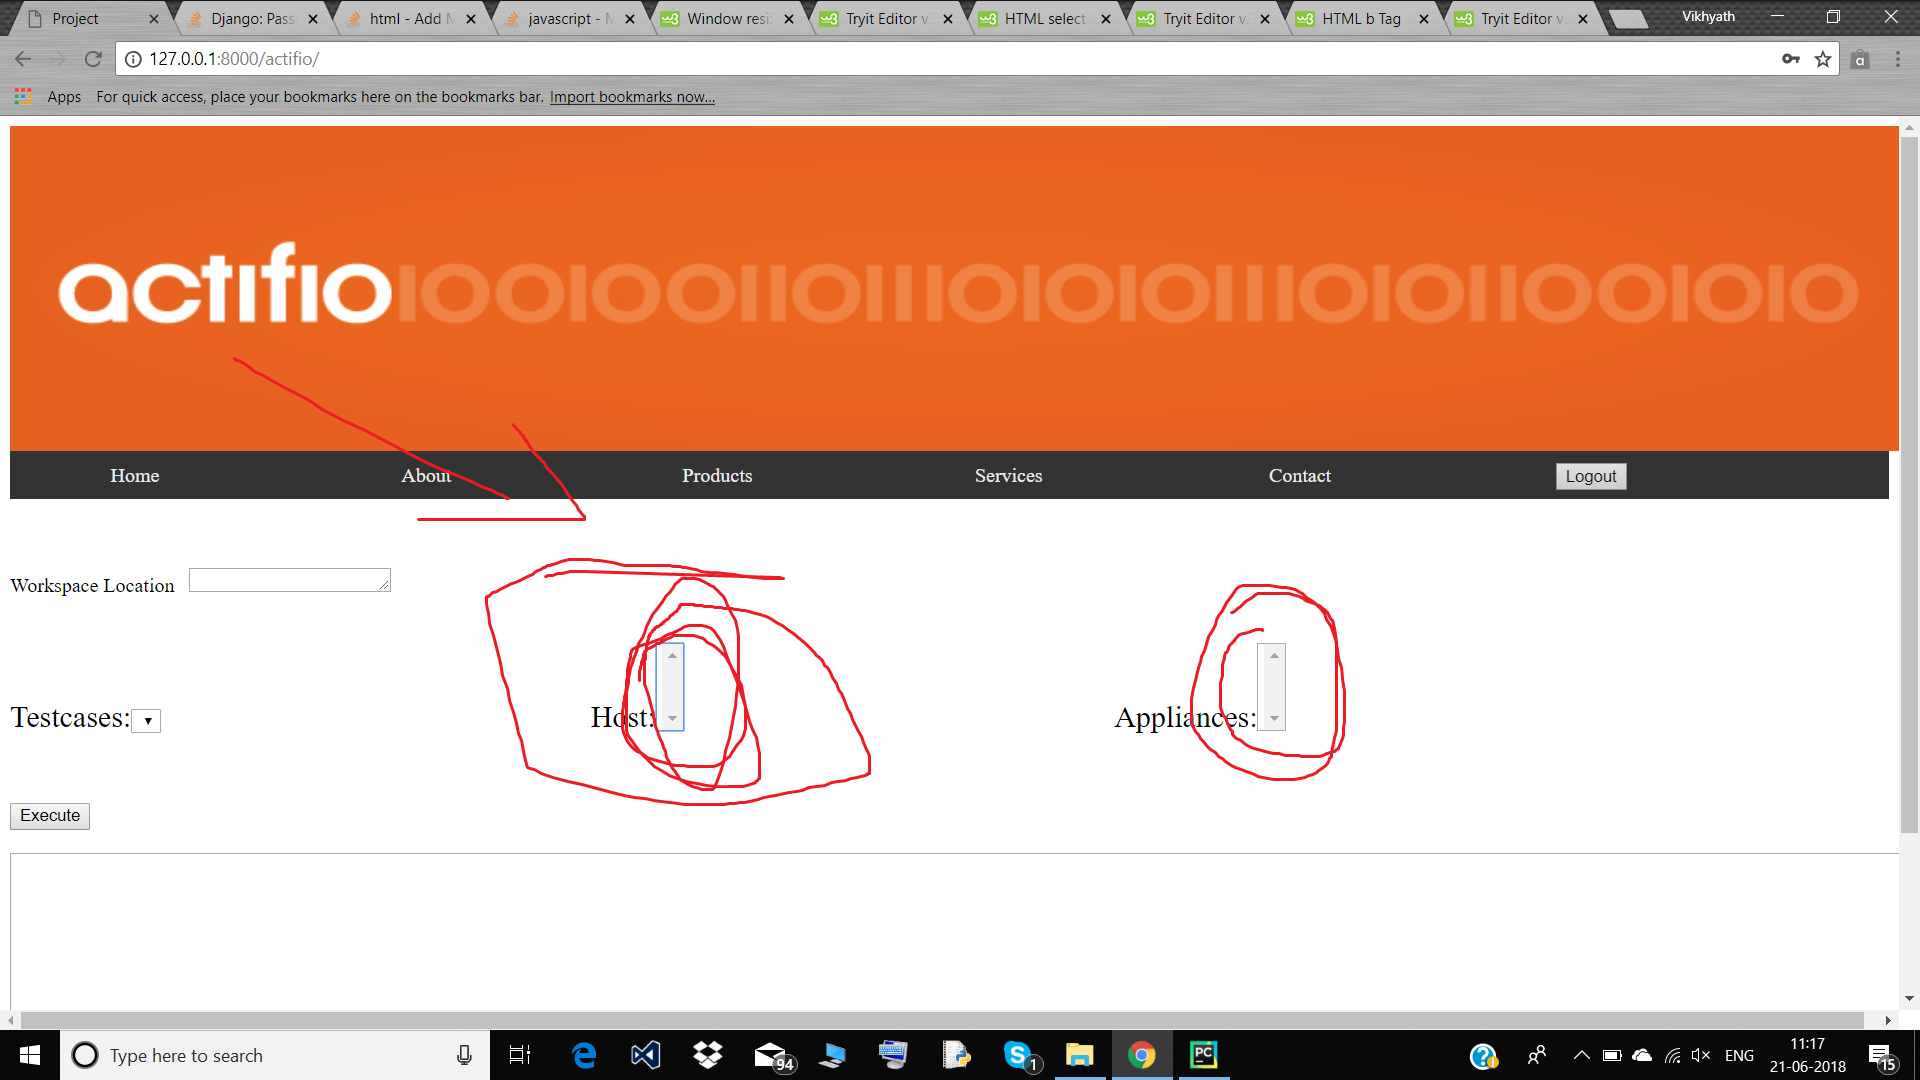 Project
Django: Pass
html - Add M
javascript - M
Window resi
Tryit Editor v
HTML select
Tryit Editor v
HTML b Tag
Tryit Editor v
Vikhyath
127.0.0.1:8000/actifio/
Apps For quick access, place your bookmarks here on the bookmarks bar. Import bookmarks now...
actifio IOOIOOIIOIIIOIOIOIIIOIOIIOOIOIO
Home About Products Services Contact Logout
Workspace Location
Testcases: Host: Appliances:
Execute
Type here to search
94
1
PC
ENG
11:17
21-06-2018
15